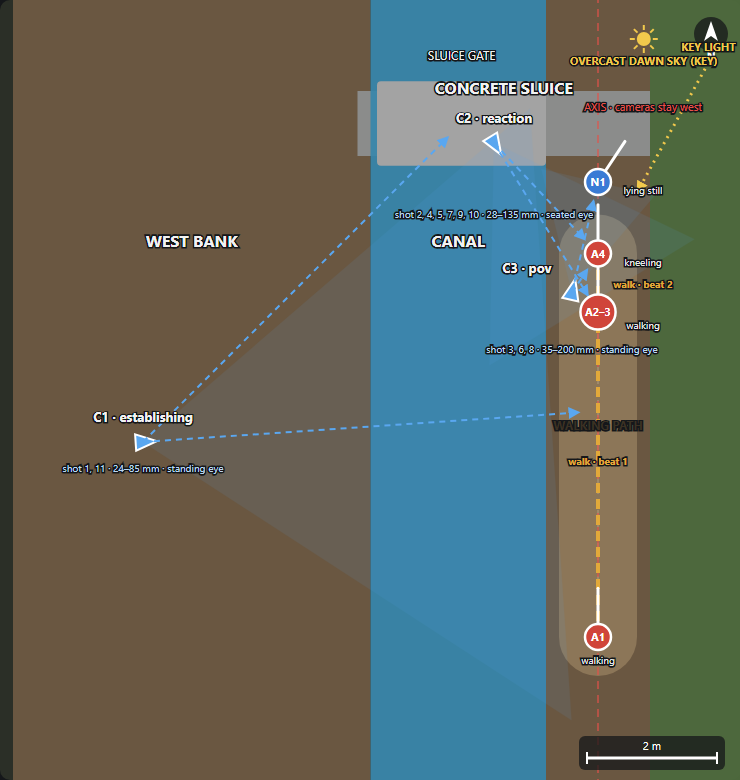 KEY LIGHT
SLUICE GATE
OVERCAST DAWN SKY (KEY)
CONCRETE SLUICE
AXIS · cameras stay west
C2 · reaction
N1
lying still
shot 2, 4, 5, 7, 9, 10 · 28–135 mm · seated eye
WEST BANK
CANAL
A4
kneeling
C3 · pov
walk · beat 2
A2–3
walking
shot 3, 6, 8 · 35–200 mm · standing eye
C1 · establishing
WALKING PATH
shot 1, 11 · 24–85 mm · standing eye
walk · beat 1
A1
walking
2 m